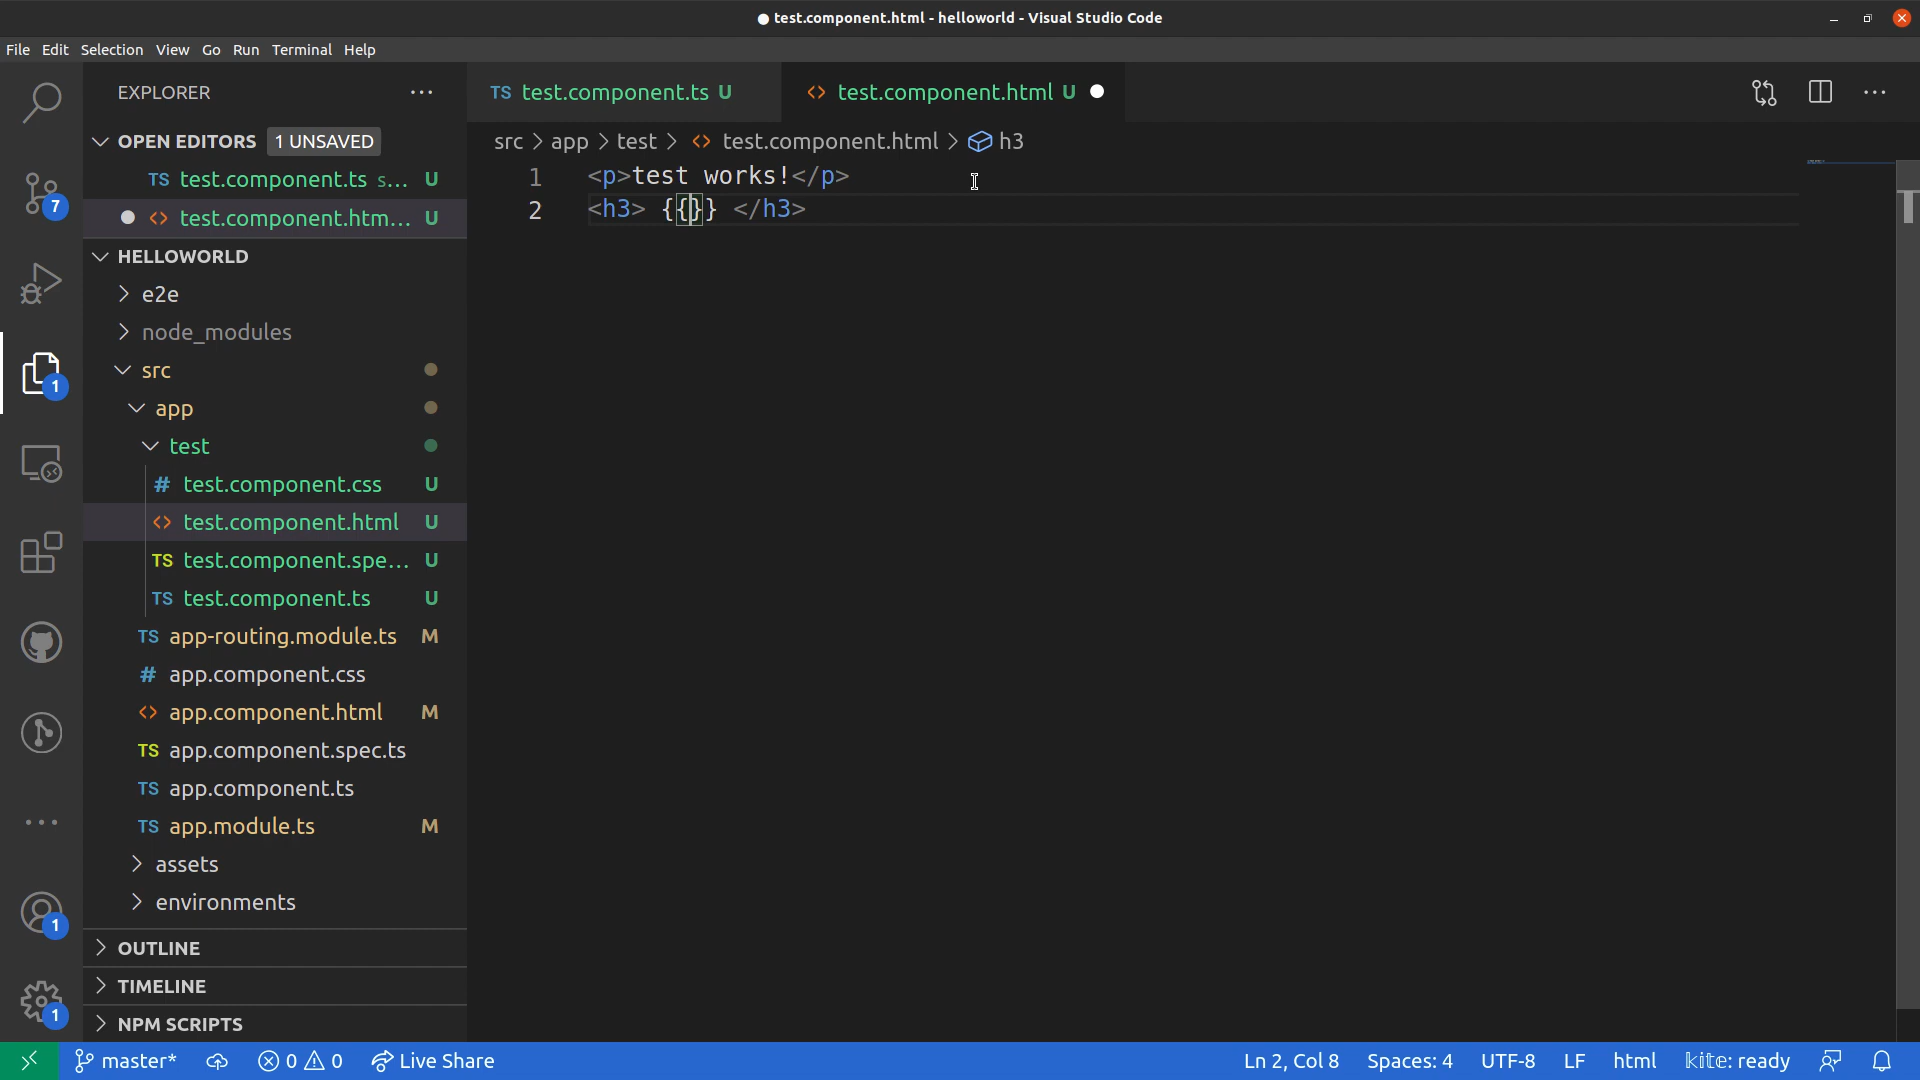 ● test.component.html - helloworld - Visual Studio Code
File Edit Selection View Go Run Terminal Help
EXPLORER ...
OPEN EDITORS 1 UNSAVED
TS test.component.ts s... U
test.component.htm... U
HELLOWORLD
e2e
node_modules
src
app
test
# test.component.css U
<> test.component.html U
TS test.component.spe... U
TS test.component.ts U
TS app-routing.module.ts M
# app.component.css
<> app.component.html M
TS app.component.spec.ts
TS app.component.ts
TS app.module.ts M
assets
environments
OUTLINE
TIMELINE
NPM SCRIPTS
7
1
1
1
TS test.component.ts U
<> test.component.html U
src > app > test > <> test.component.html > h3
1 <p>test works!</p>
2 <h3> {{}} </h3>
master* 0 0 Live Share
Ln 2, Col 8 Spaces: 4 UTF-8 LF html kite: ready